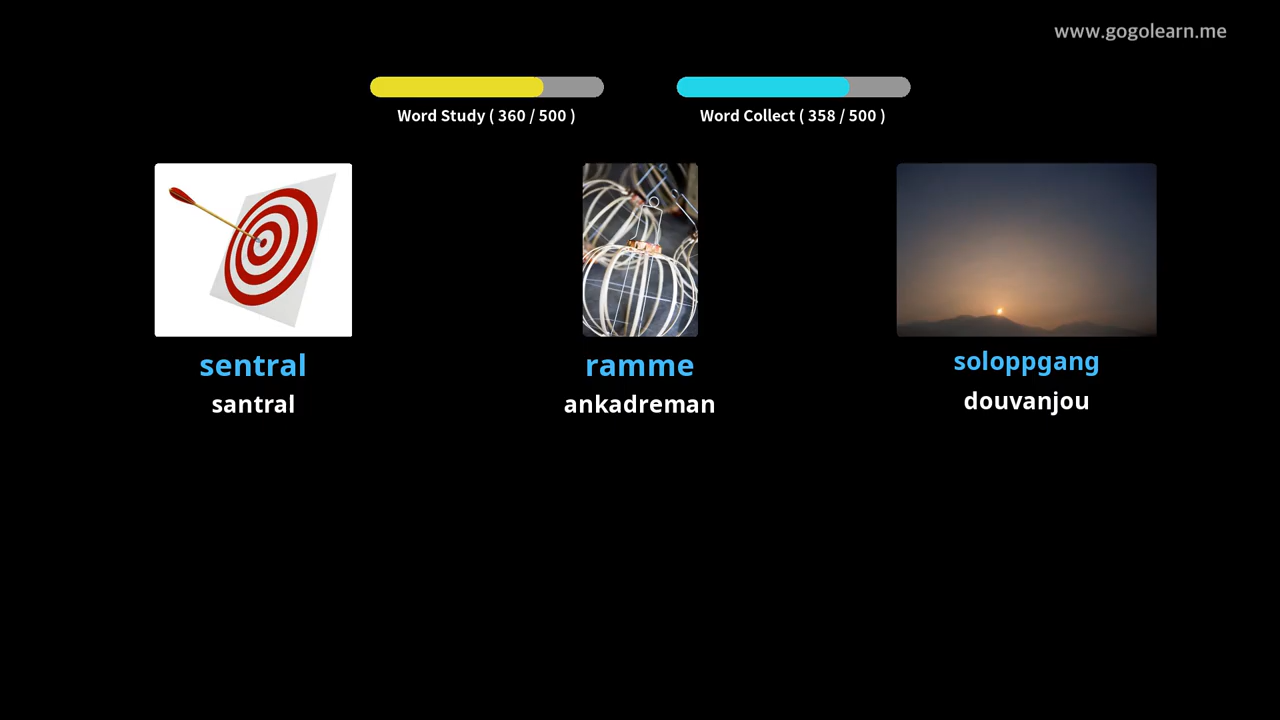 www.gogolearn.me
Word Study ( 360 / 500 )
Word Collect ( 358 / 500 )
sentral
santral
ramme
ankadreman
soloppgang
douvanjou